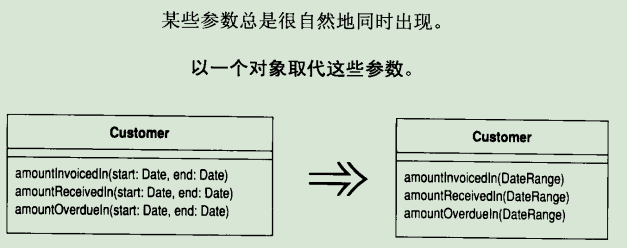 某些参数总是很自然地同时出现。
以一个对象取代这些参数。
Customer
amountInvoicedIn(start: Date, end: Date)
amountReceivedIn(start: Date, end: Date)
amountOverdueIn(start: Date, end: Date)
Customer
amountInvoicedIn(DateRange)
amountReceivedIn(DateRange)
amountOverdueIn(DateRange)